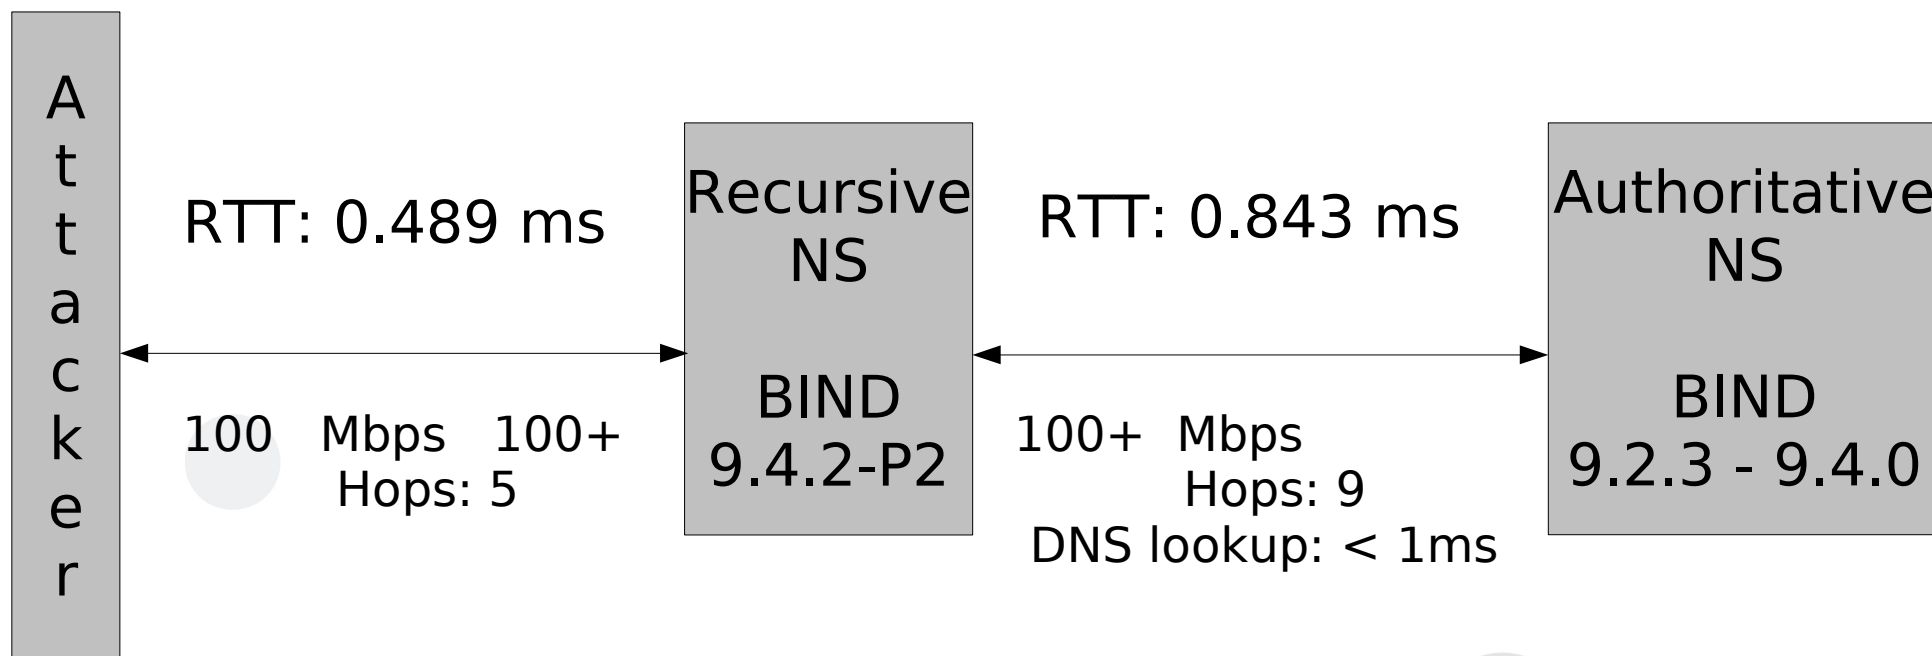 Attacker
RTT: 0.489 ms
100 Mbps 100+
Hops: 5
Recursive
NS
BIND
9.4.2-P2
RTT: 0.843 ms
100+ Mbps
Hops: 9
DNS lookup: < 1ms
Authoritative
NS
BIND
9.2.3 - 9.4.0